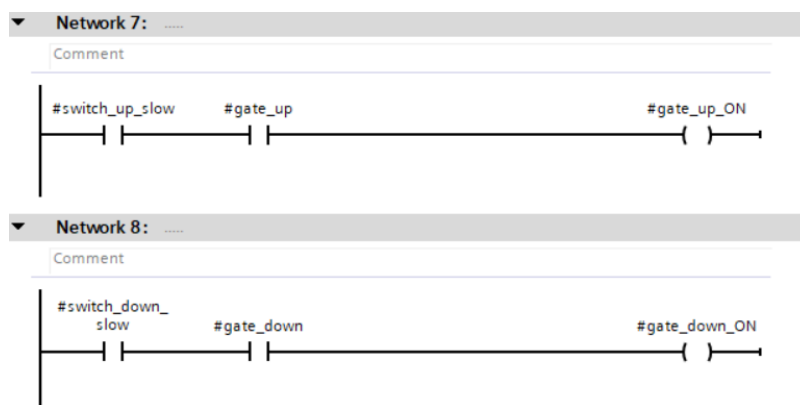 Network 7: .....
Comment
#switch_up_slow #gate_up #gate_up_ON
Network 8: .....
Comment
#switch_down_
slow #gate_down #gate_down_ON